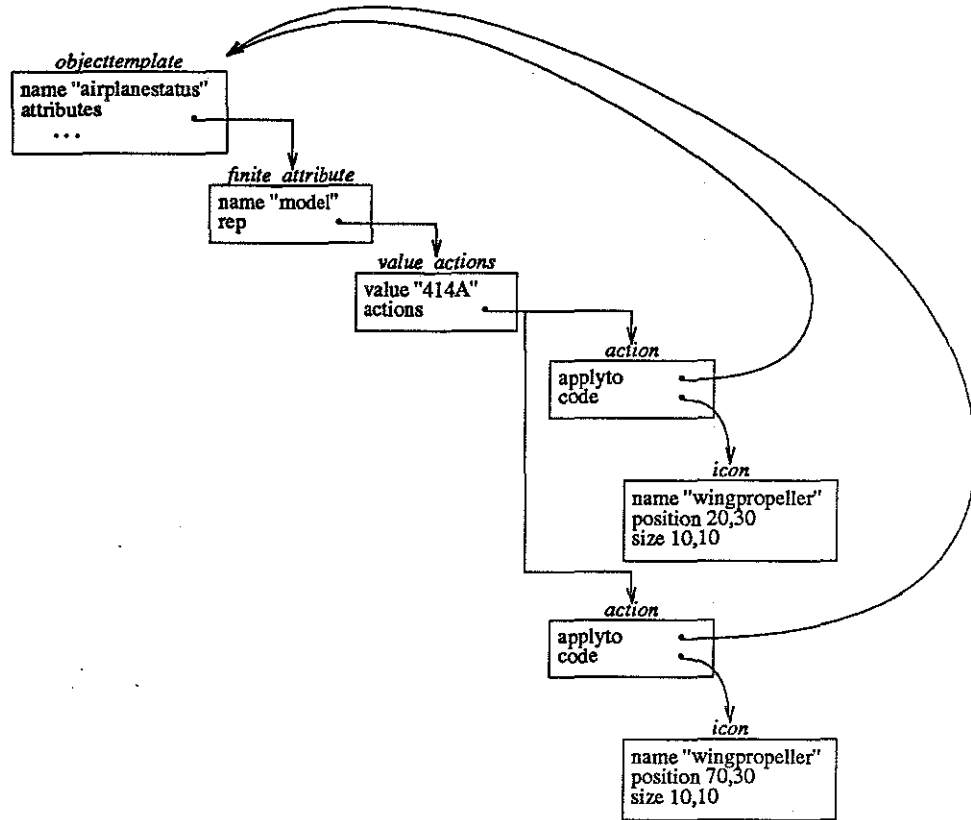 objecttemplate
name "airplanestatus"
attributes
...
finite attribute
name "model"
rep
value actions
value "414A"
actions
action
applyto
code
icon
name "wingpropeller"
position 20,30
size 10,10
action
applyto
code
icon
name "wingpropeller"
position 70,30
size 10,10